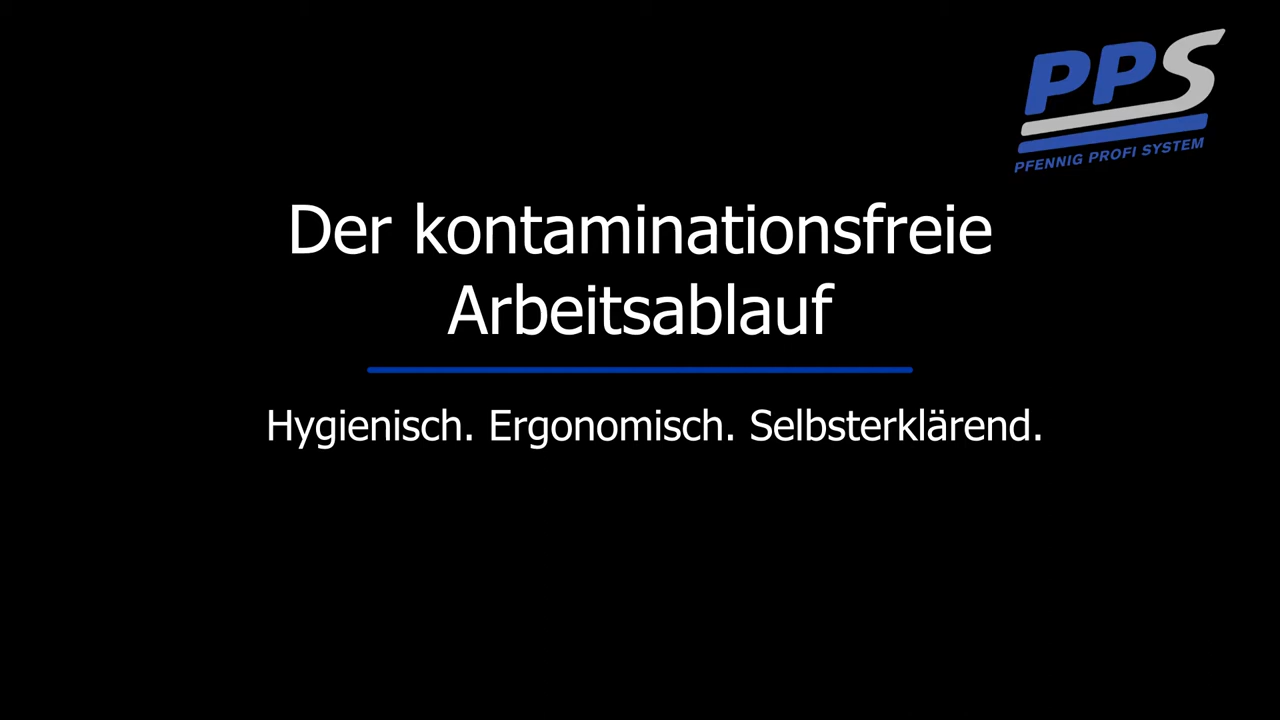 PPS
PFENNIG PROFI SYSTEM
Der kontaminationsfreie
Arbeitsablauf
Hygienisch. Ergonomisch. Selbsterklärend.